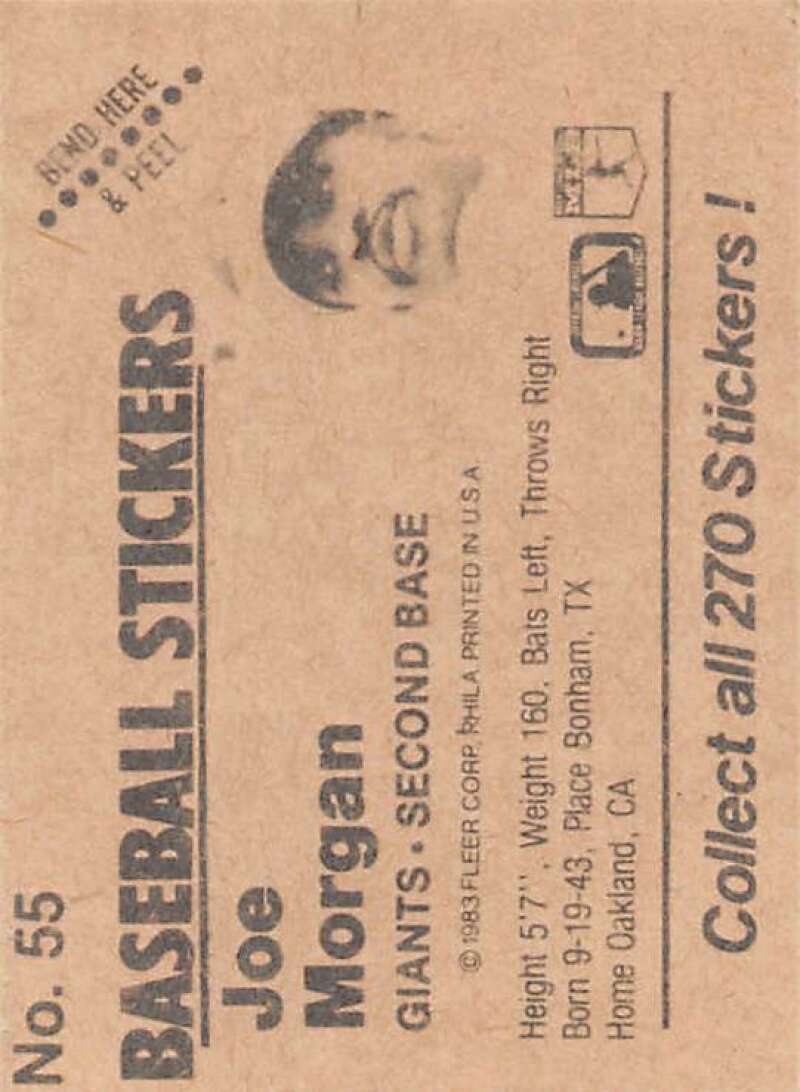 No. 55
BEND HERE
& PEEL
BASEBALL STICKERS
Joe
Morgan
GIANTS • SECOND BASE
© 1983 FLEER CORP., PHILA. PRINTED IN U.S.A.
Height 5'7'', Weight 160, Bats Left, Throws Right
Born 9-19-43, Place Bonham, TX
Home Oakland, CA
Collect all 270 Stickers !